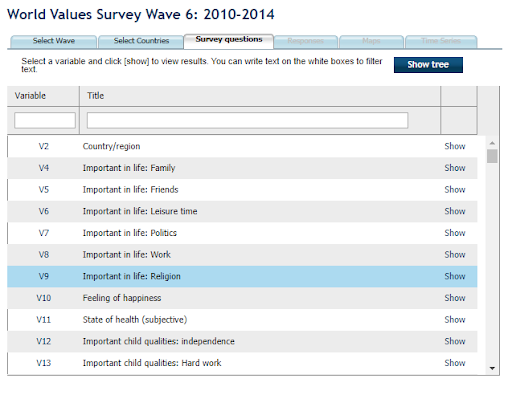 World Values Survey Wave 6: 2010-2014
Select Wave Select Countries Survey questions Responses Maps Time Series
Select a variable and click [show] to view results. You can write text on the white boxes to filter
text.
Show tree
Variable Title
V2 Country/region Show
V4 Important in life: Family Show
V5 Important in life: Friends Show
V6 Important in life: Leisure time Show
V7 Important in life: Politics Show
V8 Important in life: Work Show
V9 Important in life: Religion Show
V10 Feeling of happiness Show
V11 State of health (subjective) Show
V12 Important child qualities: independence Show
V13 Important child qualities: Hard work Show